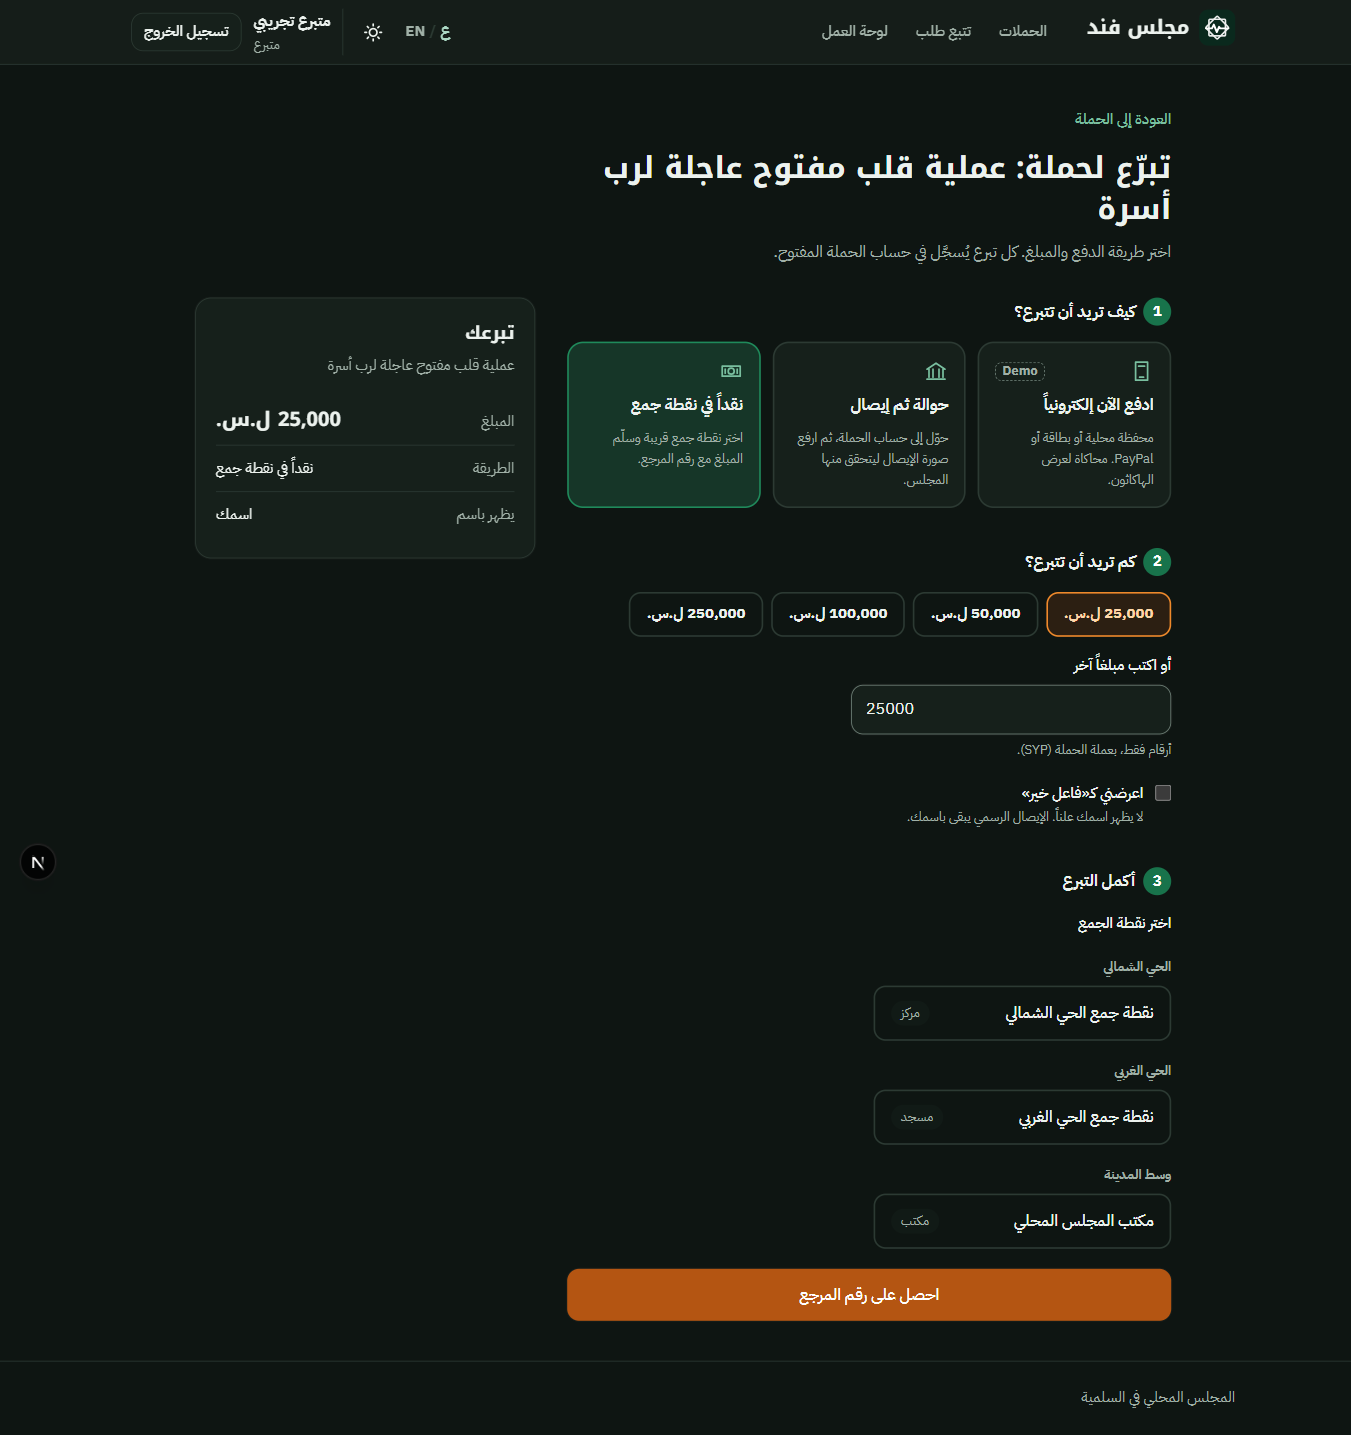 مجلس فند
الحملات
تتبع طلب
لوحة العمل
ع / EN
متبرع تجريبي
متبرع
تسجيل الخروج
العودة إلى الحملة
تبرّع لحملة: عملية قلب مفتوح عاجلة لرب
أسرة
اختر طريقة الدفع والمبلغ. كل تبرع يُسجَّل في حساب الحملة المفتوح.
1 كيف تريد أن تتبرع؟
Demo
ادفع الآن إلكترونياً
محفظة محلية أو بطاقة أو
PayPal. محاكاة لعرض
الهاكاثون.
حوالة ثم إيصال
حوّل إلى حساب الحملة، ثم ارفع
صورة الإيصال ليتحقق منها
المجلس.
نقداً في نقطة جمع
اختر نقطة جمع قريبة وسلّم
المبلغ مع رقم المرجع.
تبرعك
عملية قلب مفتوح عاجلة لرب أسرة
المبلغ 25,000 ل.س.
الطريقة نقداً في نقطة جمع
يظهر باسم اسمك
2 كم تريد أن تتبرع؟
25,000 ل.س.
50,000 ل.س.
100,000 ل.س.
250,000 ل.س.
أو اكتب مبلغاً آخر
25000
أرقام فقط، بعملة الحملة (SYP).
اعرضني كـ«فاعل خير»
لا يظهر اسمك علناً. الإيصال الرسمي يبقى باسمك.
3 أكمل التبرع
اختر نقطة الجمع
الحي الشمالي
نقطة جمع الحي الشمالي مركز
الحي الغربي
نقطة جمع الحي الغربي مسجد
وسط المدينة
مكتب المجلس المحلي مكتب
احصل على رقم المرجع
N
المجلس المحلي في السلمية